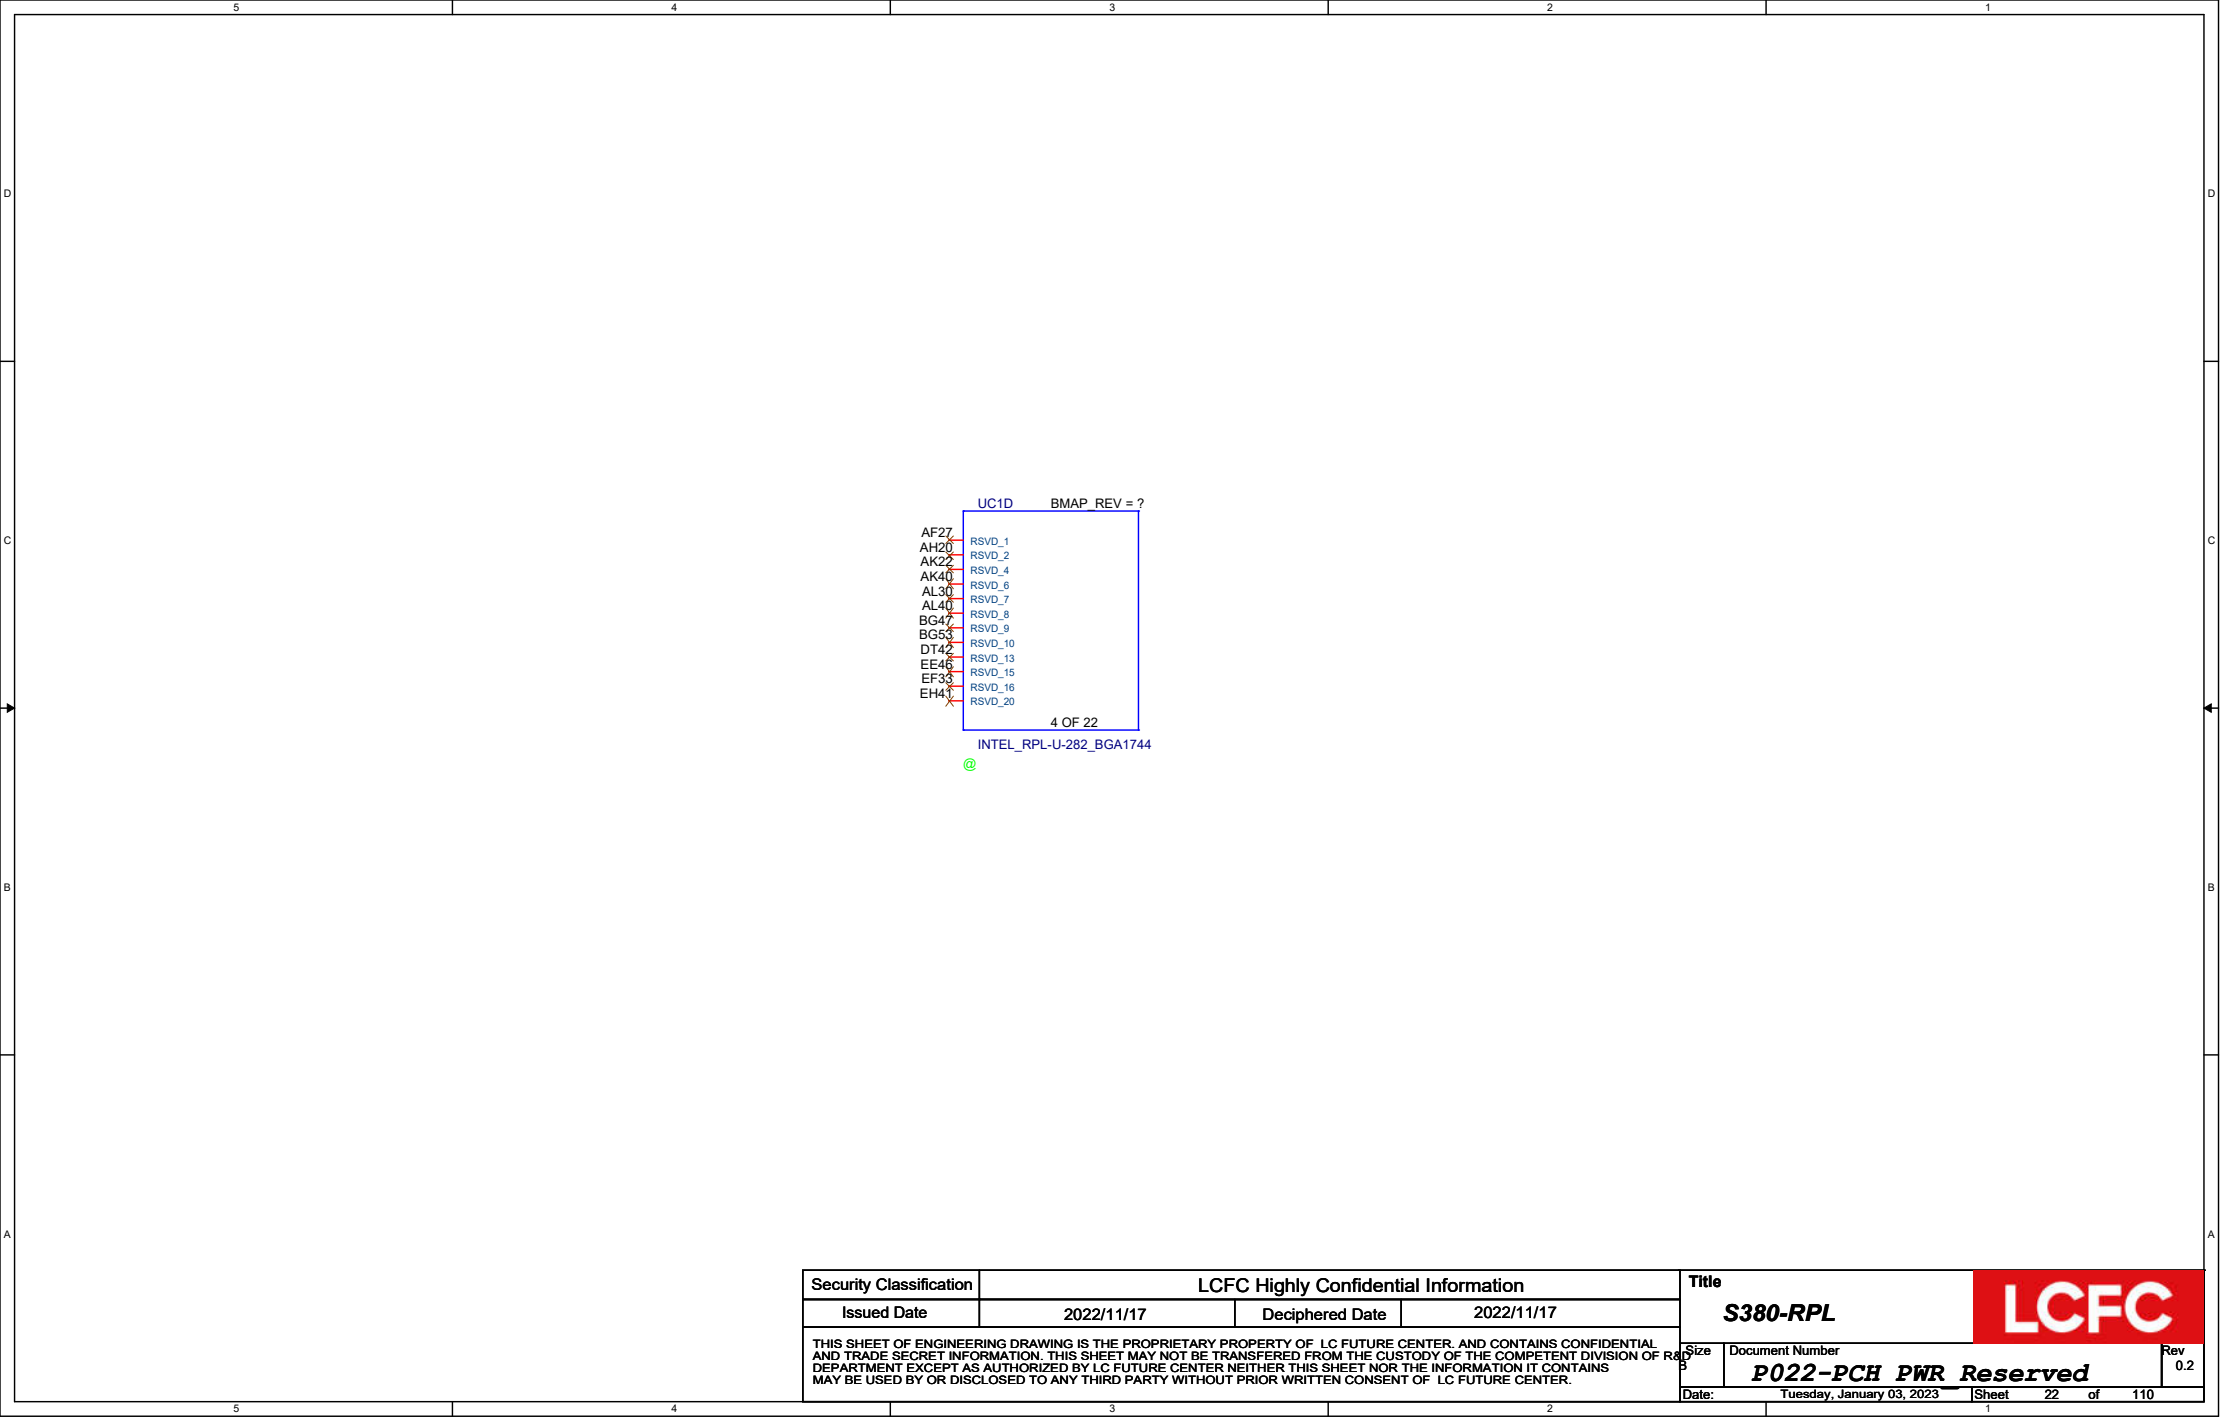 5 4 3 2 1
D D
C C
B B
A A
UC1D BMAP_REV = ?
AF27 RSVD_1
AH20 RSVD_2
AK22 RSVD_4
AK40 RSVD_6
AL30 RSVD_7
AL40 RSVD_8
BG47 RSVD_9
BG53 RSVD_10
DT42 RSVD_13
EE46 RSVD_15
EF33 RSVD_16
EH41 RSVD_20
4 OF 22
INTEL_RPL-U-282_BGA1744
@
Security Classification LCFC Highly Confidential Information
Issued Date 2022/11/17 Deciphered Date 2022/11/17
THIS SHEET OF ENGINEERING DRAWING IS THE PROPRIETARY PROPERTY OF LC FUTURE CENTER. AND CONTAINS CONFIDENTIAL
AND TRADE SECRET INFORMATION. THIS SHEET MAY NOT BE TRANSFERED FROM THE CUSTODY OF THE COMPETENT DIVISION OF R&D
DEPARTMENT EXCEPT AS AUTHORIZED BY LC FUTURE CENTER NEITHER THIS SHEET NOR THE INFORMATION IT CONTAINS
MAY BE USED BY OR DISCLOSED TO ANY THIRD PARTY WITHOUT PRIOR WRITTEN CONSENT OF LC FUTURE CENTER.
Title
S380-RPL
LCFC
Size Document Number Rev
B P022-PCH PWR_Reserved 0.2
Date: Tuesday, January 03, 2023 Sheet 22 of 110
5 4 3 2 1